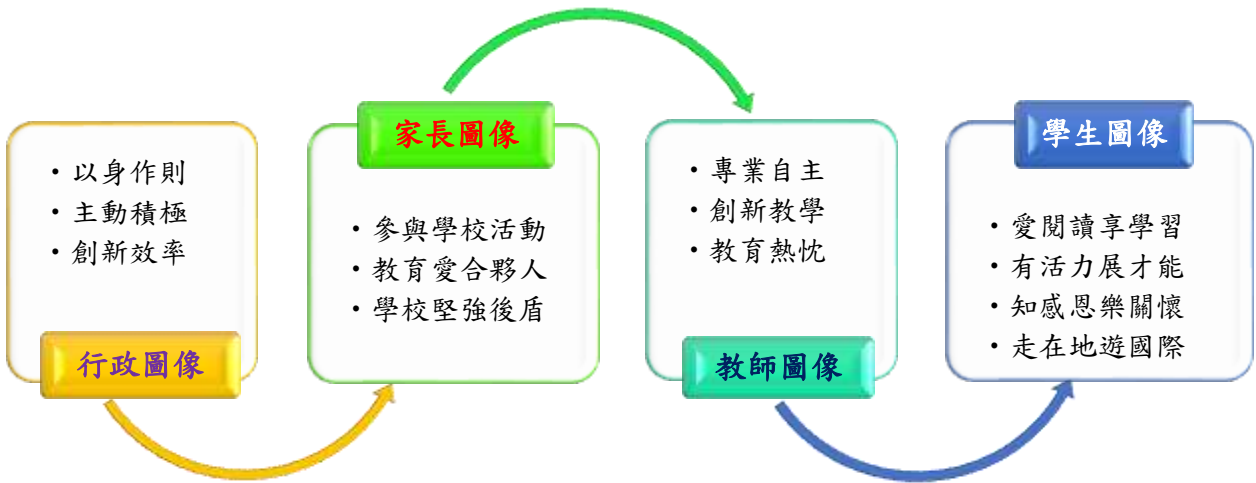 ・以身作則
・主動積極
・創新效率
行政圖像
家長圖像
・參與學校活動
・教育愛合夥人
・學校堅強後盾
・專業自主
・創新教學
・教育熱忱
教師圖像
學生圖像
・愛閱讀享學習
・有活力展才能
・知感恩樂關懷
・走在地遊國際